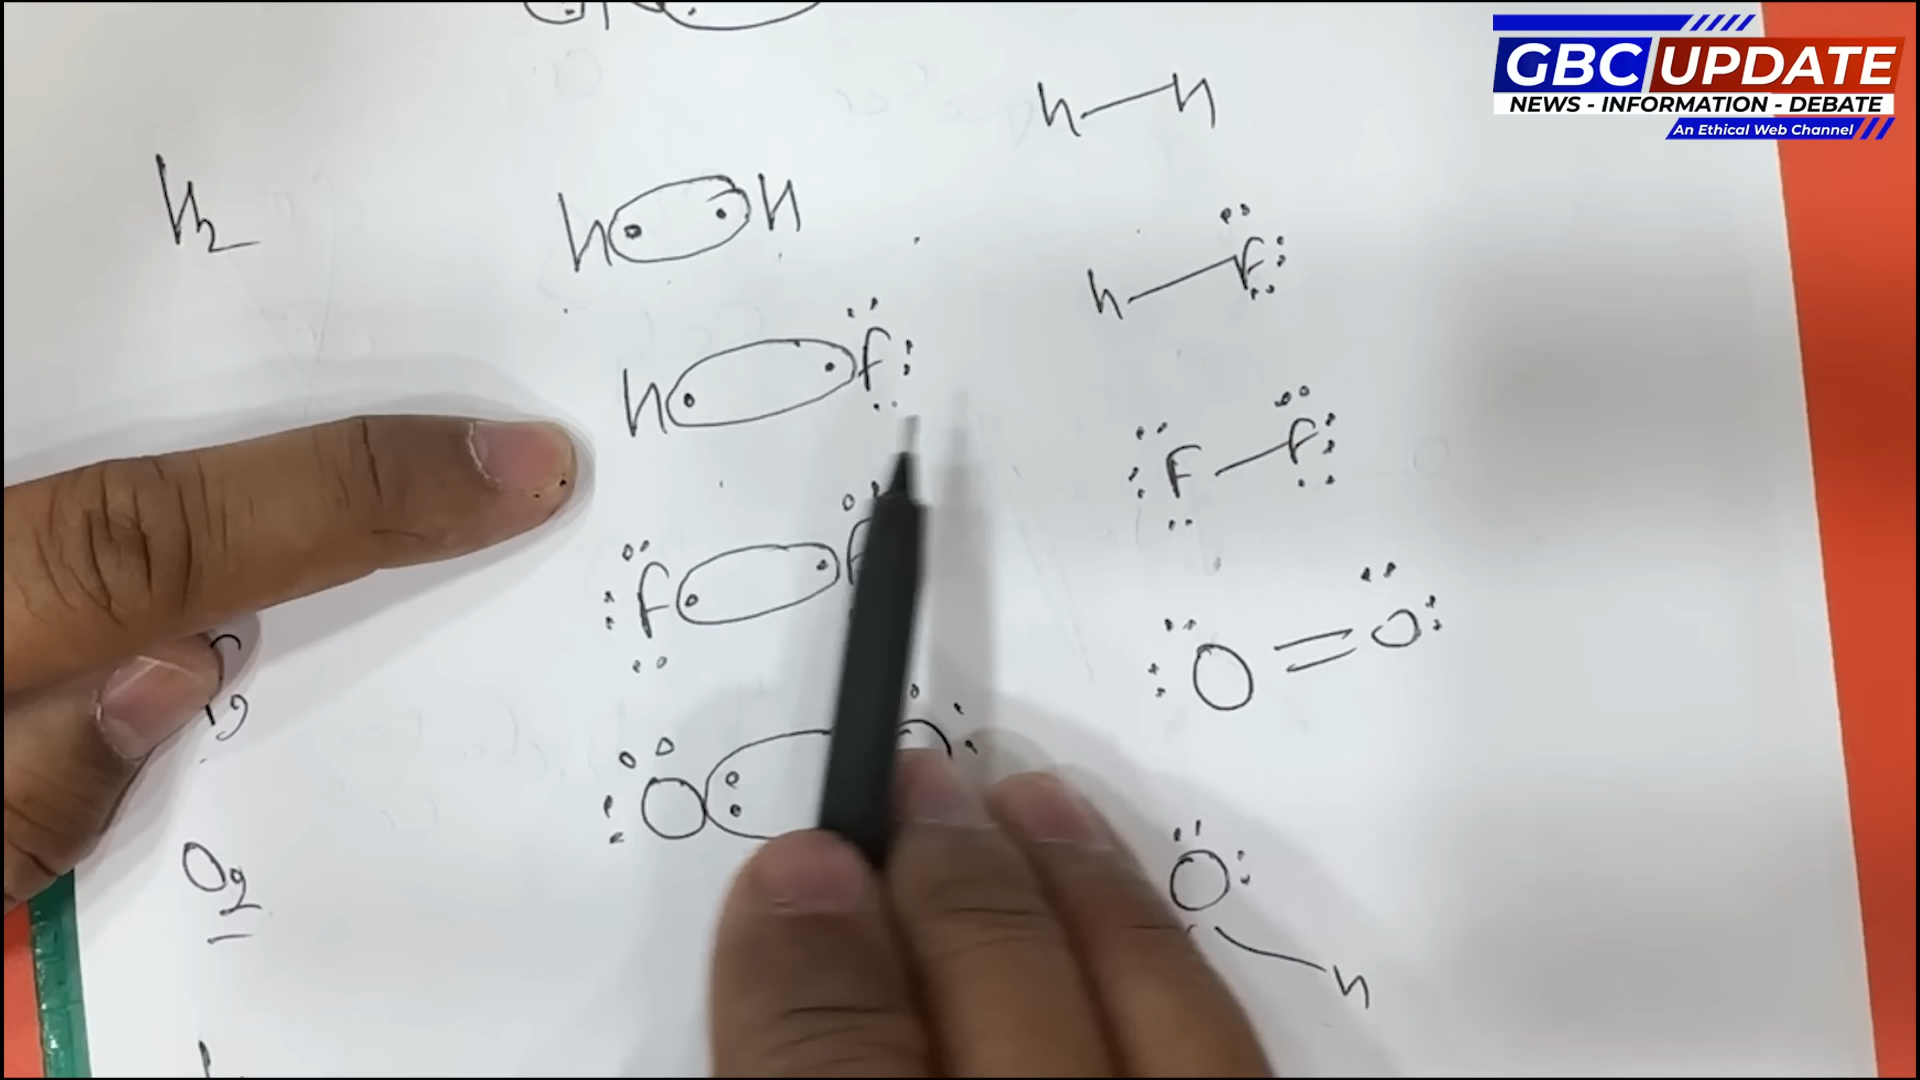 GBC UPDATE
NEWS - INFORMATION - DEBATE
An Ethical Web Channel
H—H
H2
H H
H—F
H F
F—F
F F
O=O
O
O2
O
H